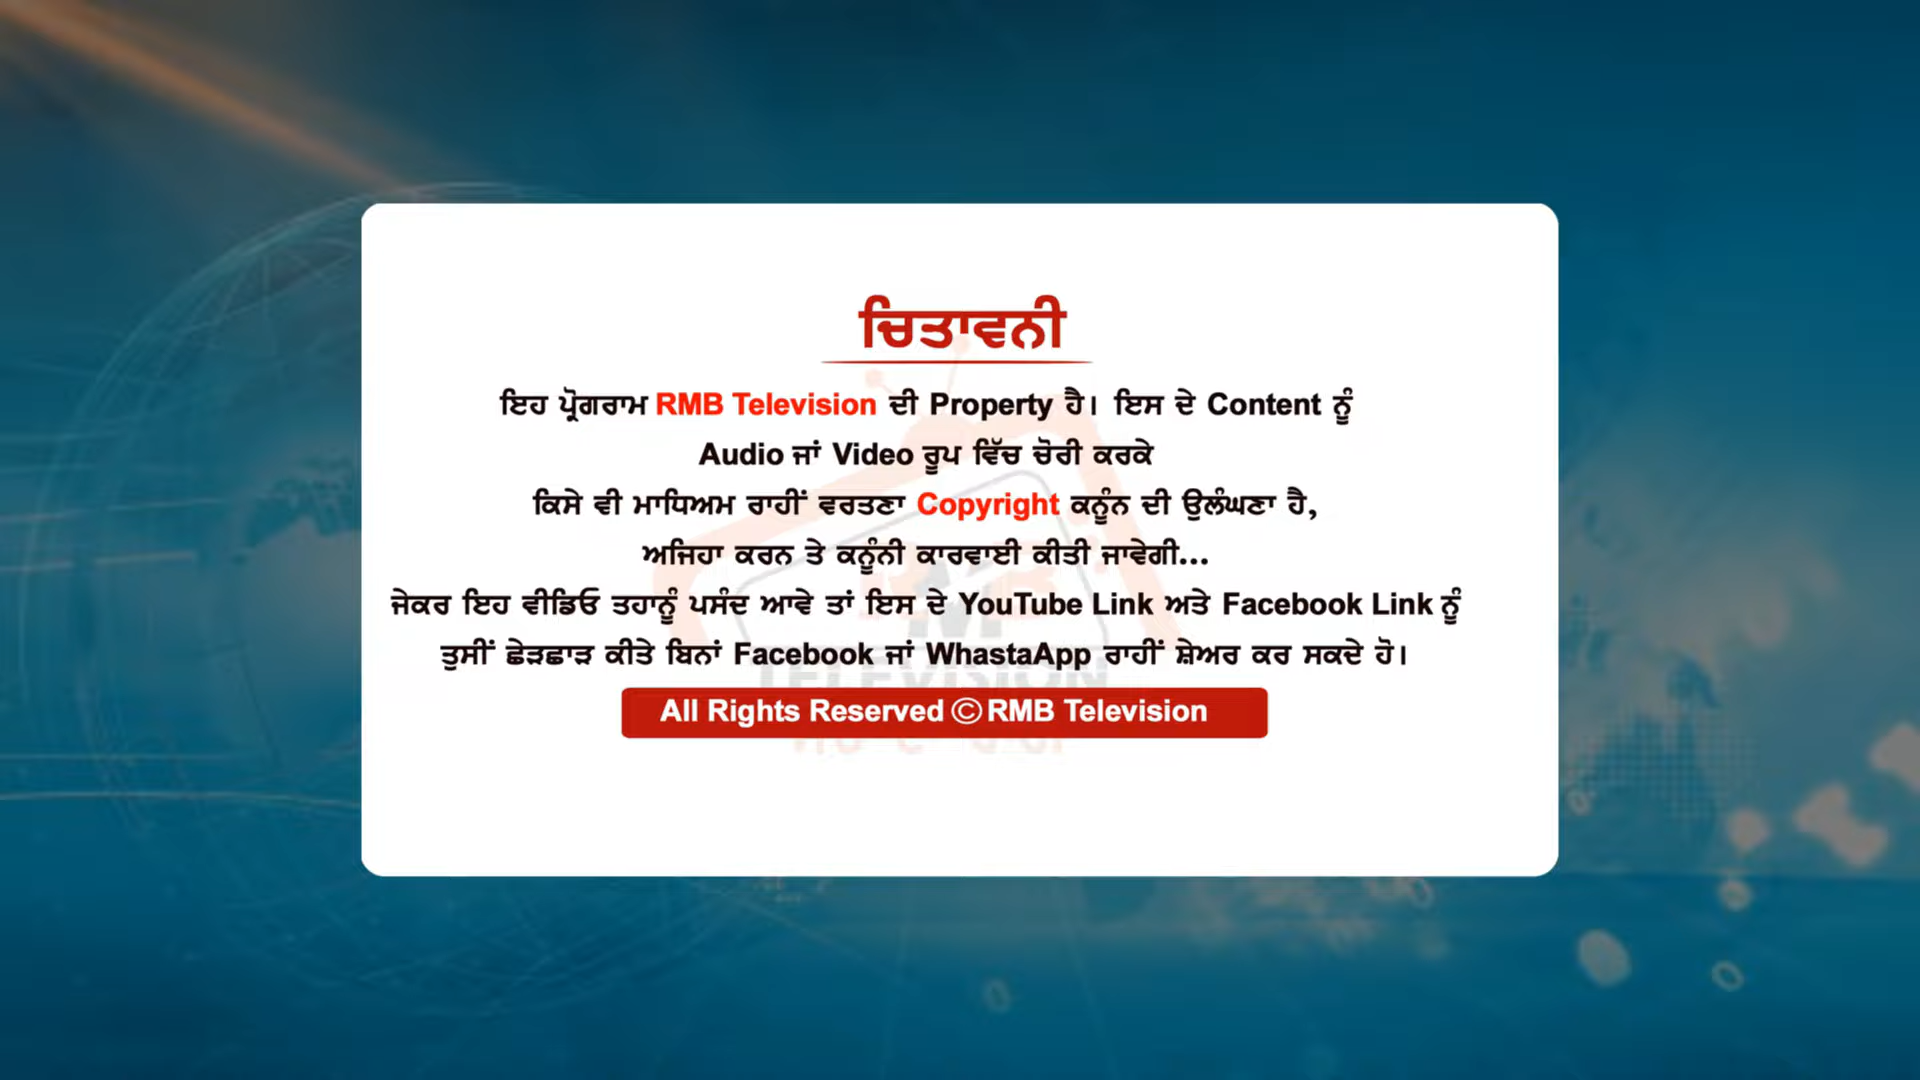 ਚਿਤਾਵਨੀ
ਇਹ ਪ੍ਰੋਗਰਾਮ RMB Television ਦੀ Property ਹੈ। ਇਸ ਦੇ Content ਨੂੰ
Audio ਜਾਂ Video ਰੂਪ ਵਿੱਚ ਚੋਰੀ ਕਰਕੇ
ਕਿਸੇ ਵੀ ਮਾਧਿਅਮ ਰਾਹੀਂ ਵਰਤਣਾ Copyright ਕਨੂੰਨ ਦੀ ਉਲੰਘਣਾ ਹੈ,
ਅਜਿਹਾ ਕਰਨ ਤੇ ਕਨੂੰਨੀ ਕਾਰਵਾਈ ਕੀਤੀ ਜਾਵੇਗੀ...
ਜੇਕਰ ਇਹ ਵੀਡਿਓ ਤਹਾਨੂੰ ਪਸੰਦ ਆਵੇ ਤਾਂ ਇਸ ਦੇ YouTube Link ਅਤੇ Facebook Link ਨੂੰ
ਤੁਸੀਂ ਛੇੜਛਾੜ ਕੀਤੇ ਬਿਨਾਂ Facebook ਜਾਂ WhastaApp ਰਾਹੀਂ ਸ਼ੇਅਰ ਕਰ ਸਕਦੇ ਹੋ।
TELEVISION
All Rights Reserved © RMB Television